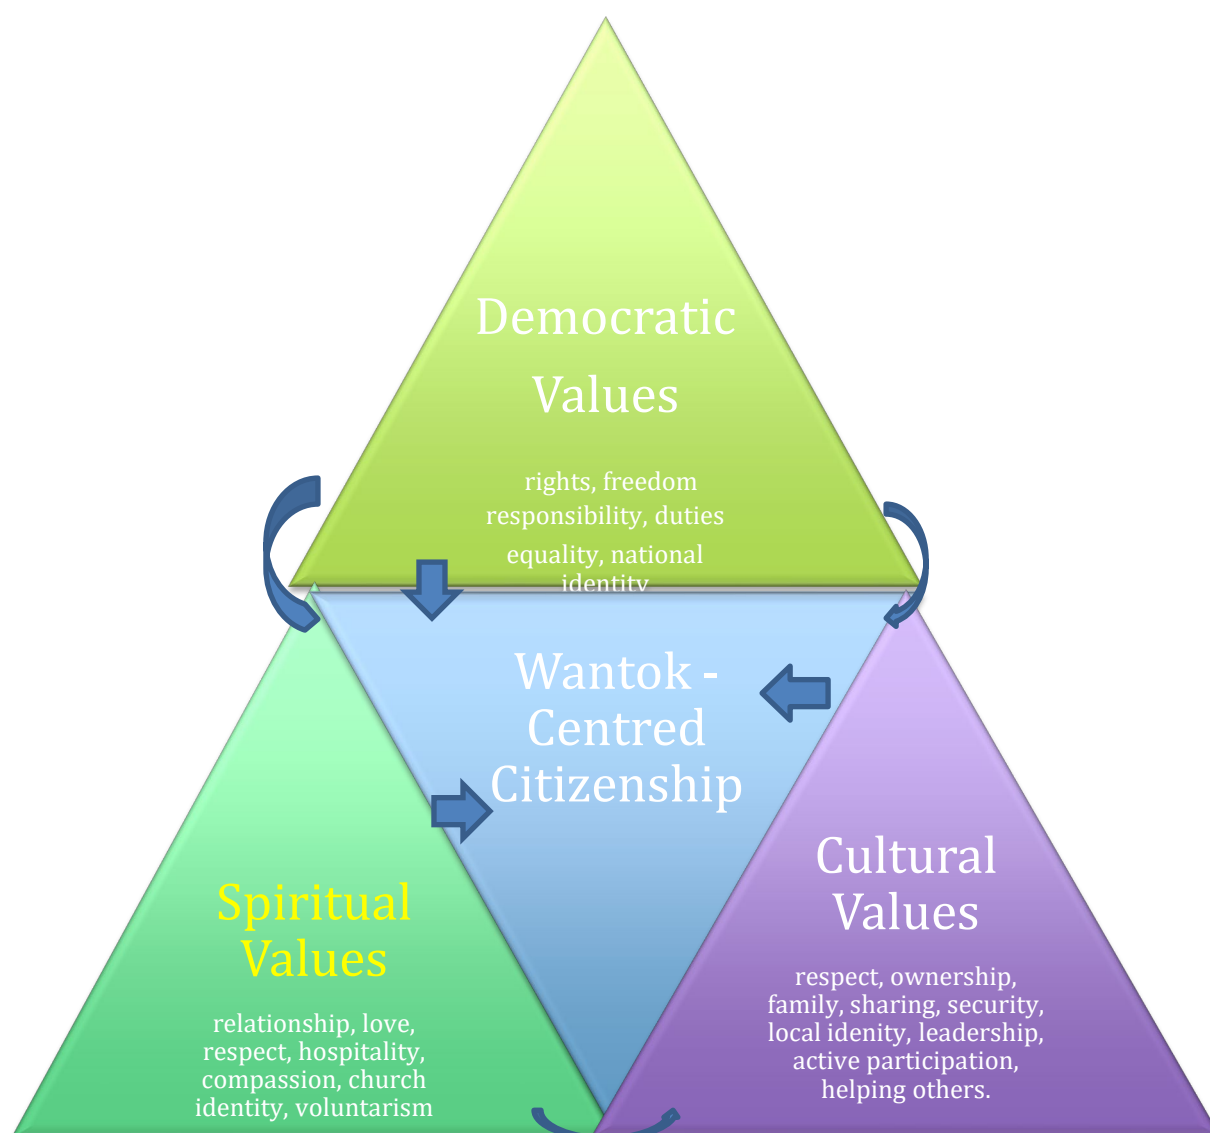 Democratic
Values
rights, freedom
responsibility, duties
equality, national
identity
Wantok -
Centred
Citizenship
Spiritual
Values
relationship, love,
respect, hospitality,
compassion, church
identity, voluntarism
Cultural
Values
respect, ownership,
family, sharing, security,
local idenity, leadership,
active participation,
helping others.